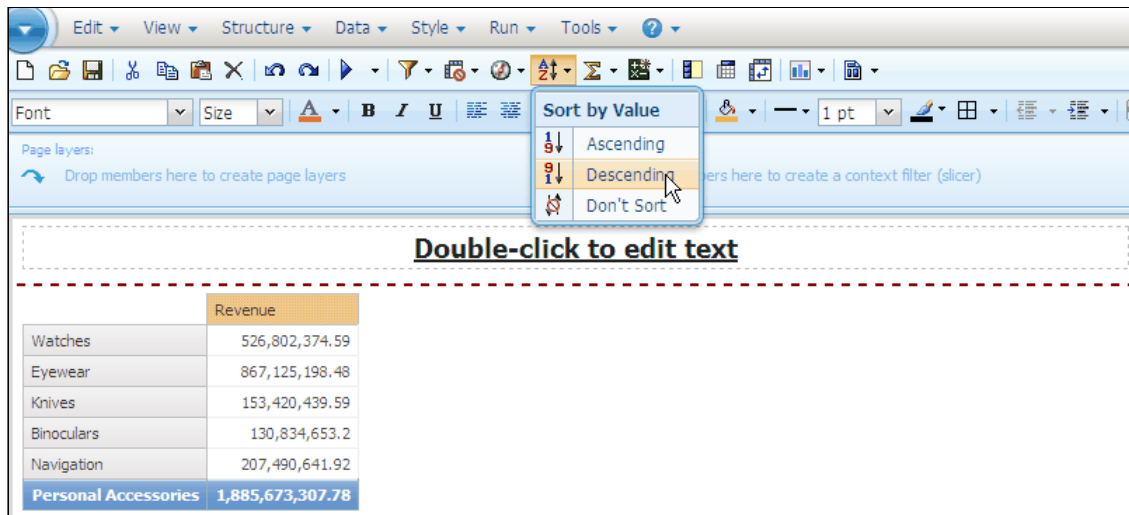 Edit View Structure Data Style Run Tools ?
Font Size A B I U 1 pt
Sort by Value
Ascending
Descending
Don't Sort
Page layers:
Drop members here to create page layers
ers here to create a context filter (slicer)
Double-click to edit text
Revenue
Watches 526,802,374.59
Eyewear 867,125,198.48
Knives 153,420,439.59
Binoculars 130,834,653.2
Navigation 207,490,641.92
Personal Accessories 1,885,673,307.78